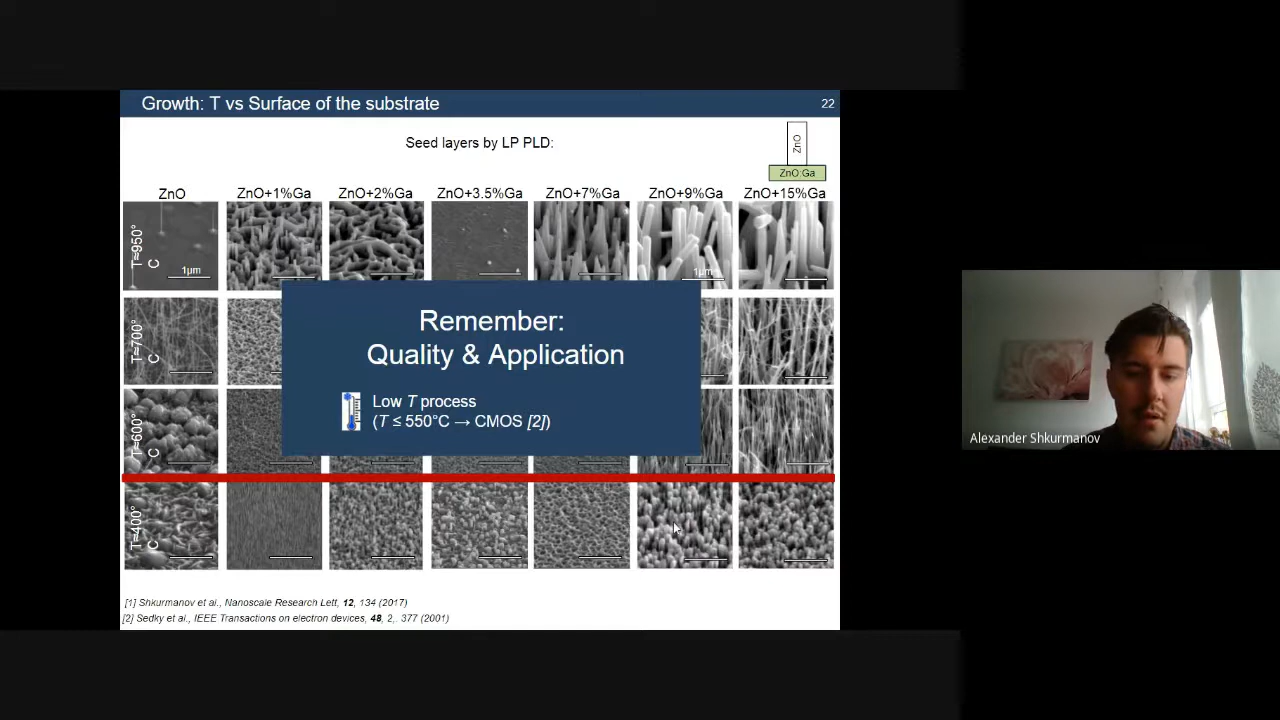 Growth: T vs Surface of the substrate
22
Seed layers by LP PLD:
ZnO
ZnO:Ga
ZnO
ZnO+1%Ga
ZnO+2%Ga
ZnO+3.5%Ga
ZnO+7%Ga
ZnO+9%Ga
ZnO+15%Ga
T≈950°
C
1μm
1μm
T≈700°
C
T≈600°
C
T≈400°
C
Remember:
Quality & Application
Low T process
(T ≤ 550°C → CMOS [2])
[1] Shkurmanov et al., Nanoscale Research Lett, 12, 134 (2017)
[2] Sedky et al., IEEE Transactions on electron devices, 48, 2,. 377 (2001)
Alexander Shkurmanov